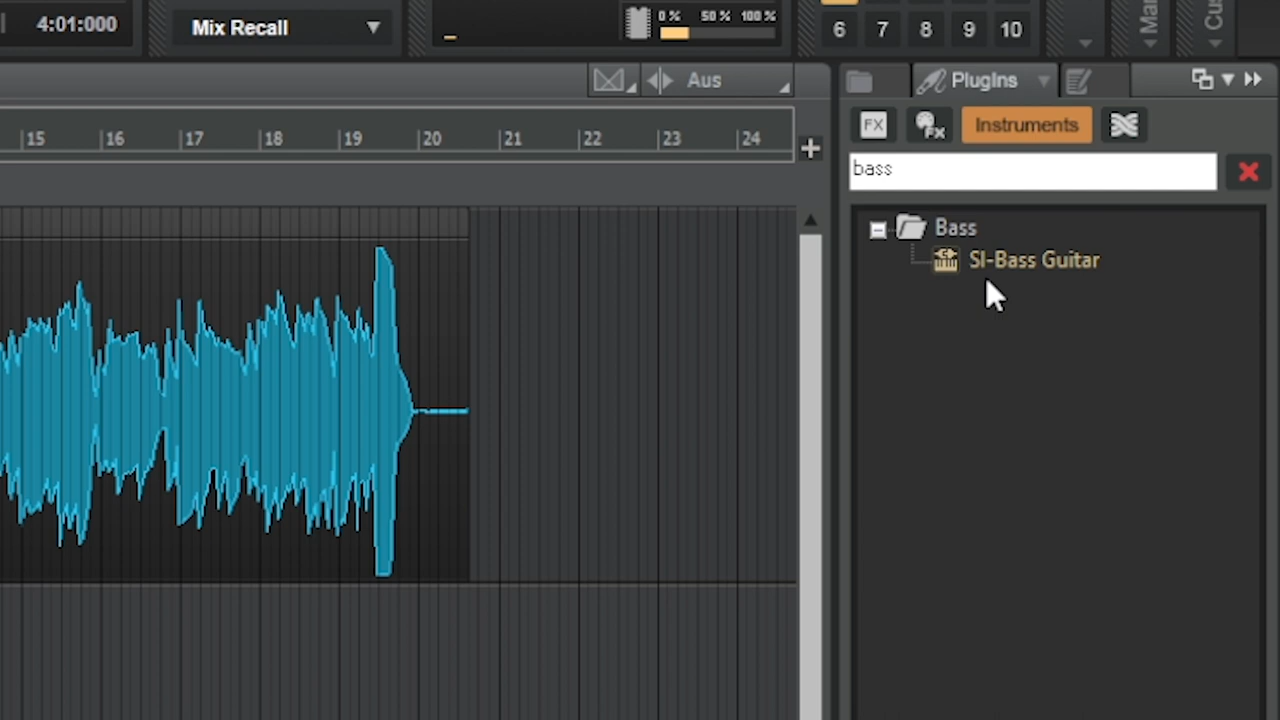 4:01:000
Mix Recall
0 % 50 % 100 %
6 7 8 9 10
Aus
PlugIns
15 16 17 18 19 20 21 22 23 24
FX
FX
Instruments
bass
Bass
SI-Bass Guitar